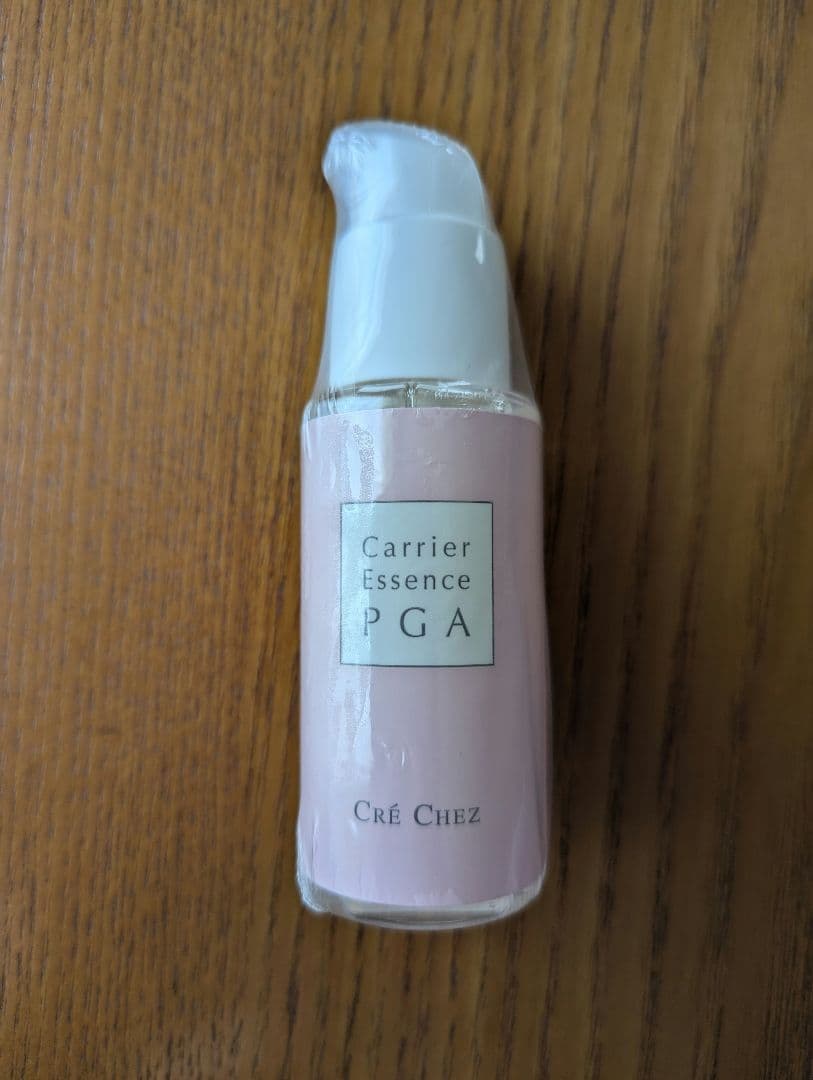 Carrier
Essence
PGA
CRÉ CHEZ